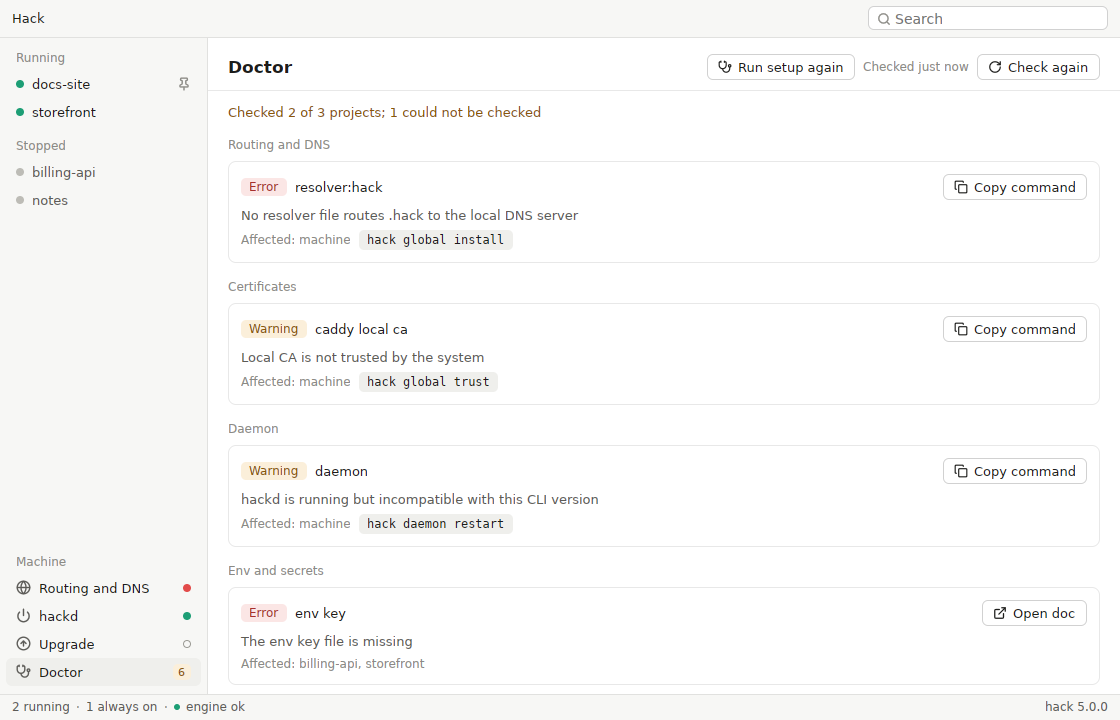 Hack
Search
Running
docs-site
storefront
Stopped
billing-api
notes
Machine
Routing and DNS
hackd
Upgrade
Doctor 6
Doctor
Run setup again
Checked just now
Check again
Checked 2 of 3 projects; 1 could not be checked
Routing and DNS
Error resolver:hack
Copy command
No resolver file routes .hack to the local DNS server
Affected: machine hack global install
Certificates
Warning caddy local ca
Copy command
Local CA is not trusted by the system
Affected: machine hack global trust
Daemon
Warning daemon
Copy command
hackd is running but incompatible with this CLI version
Affected: machine hack daemon restart
Env and secrets
Error env key
Open doc
The env key file is missing
Affected: billing-api, storefront
2 running · 1 always on · engine ok
hack 5.0.0